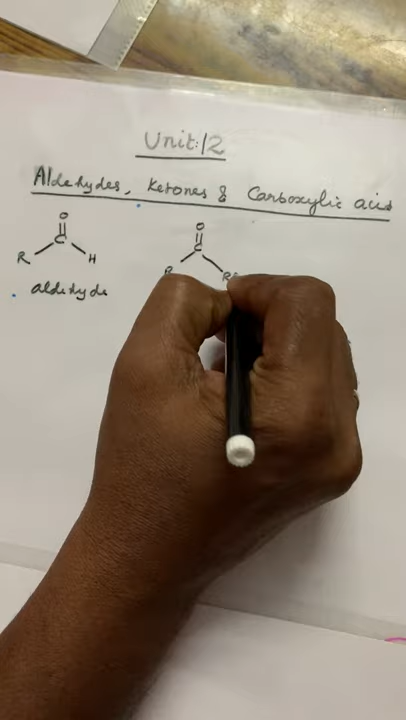 Unit:12
Aldehydes, Ketones & Carboxylic acid
O O
C C
R H R R
aldehyde